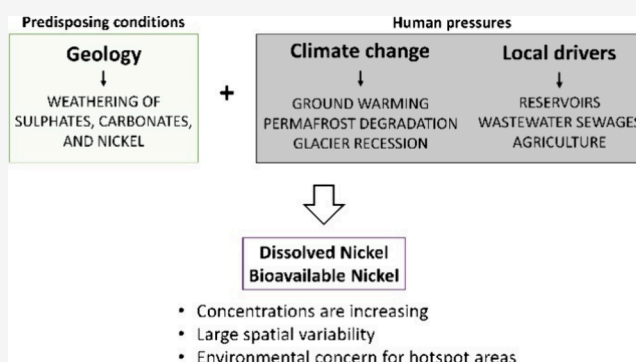 Predisposing conditions
Human pressures
Geology
WEATHERING OF
SULPHATES, CARBONATES,
AND NICKEL
+
Climate change
GROUND WARMING
PERMAFROST DEGRADATION
GLACIER RECESSION
Local drivers
RESERVOIRS
WASTEWATER SEWAGES
AGRICULTURE
Dissolved Nickel
Bioavailable Nickel
• Concentrations are increasing
• Large spatial variability
• Environmental concern for hotspot areas